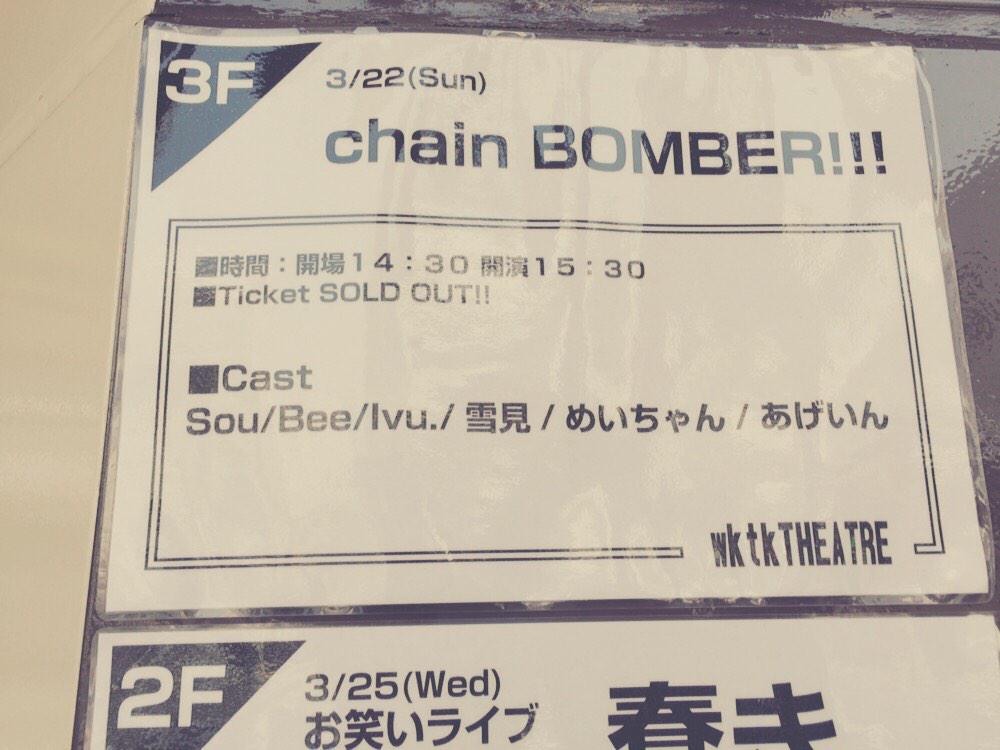 3F
3/22(Sun)
chain BOMBER!!!
■時間：開場14：30 開演15：30
■Ticket SOLD OUT!!
■Cast
Sou/Bee/Ivu./ 雪見 / めいちゃん / あげいん
wktkTHEATRE
2F
3/25(Wed)
お笑いライブ
春キ